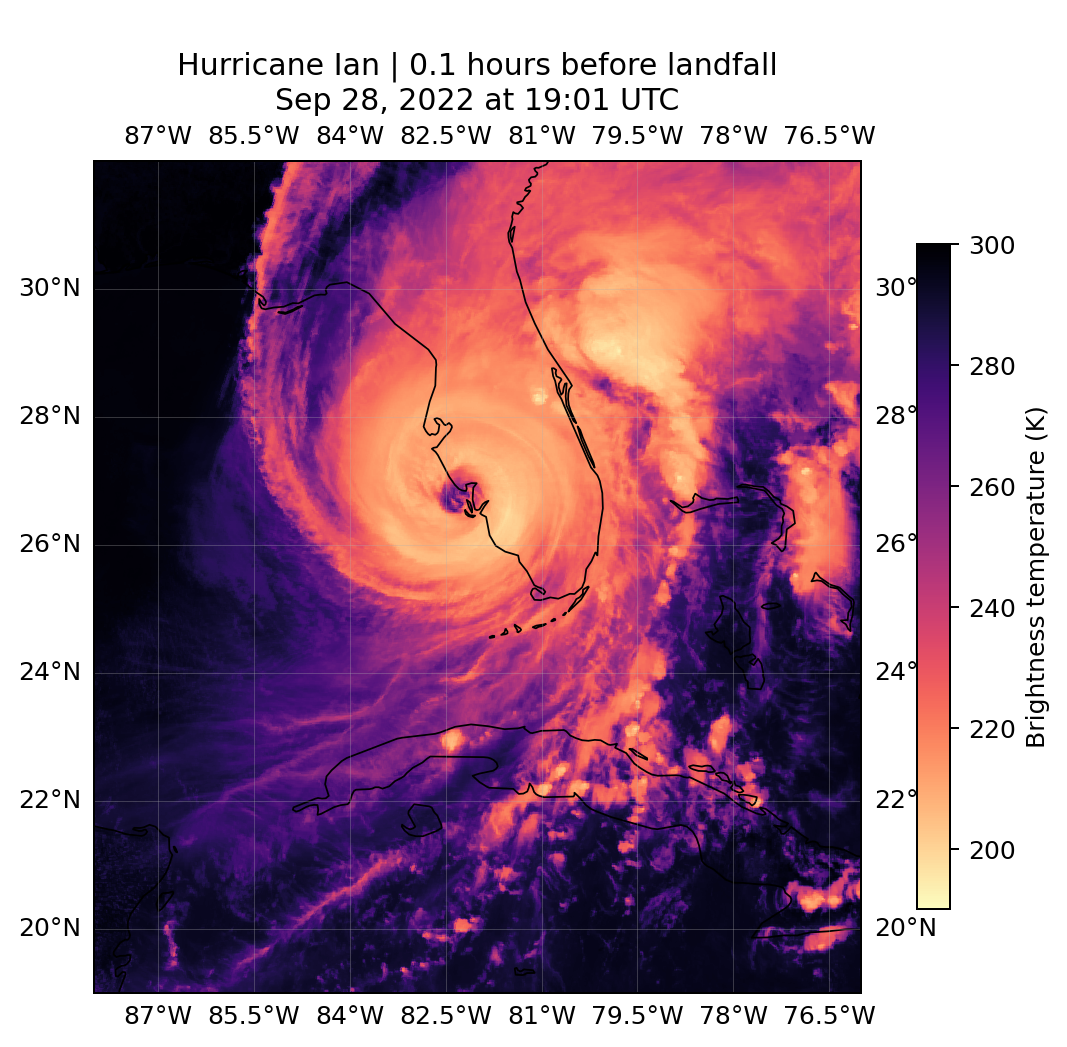 Hurricane Ian | 0.1 hours before landfall
Sep 28, 2022 at 19:01 UTC
87°W 85.5°W 84°W 82.5°W 81°W 79.5°W 78°W 76.5°W
300
30°N 30°
280
28°N 28°
260
26°N 26°
240
24°N 24°
220
22°N 22°
200
20°N 20°N
Brightness temperature (K)
87°W 85.5°W 84°W 82.5°W 81°W 79.5°W 78°W 76.5°W